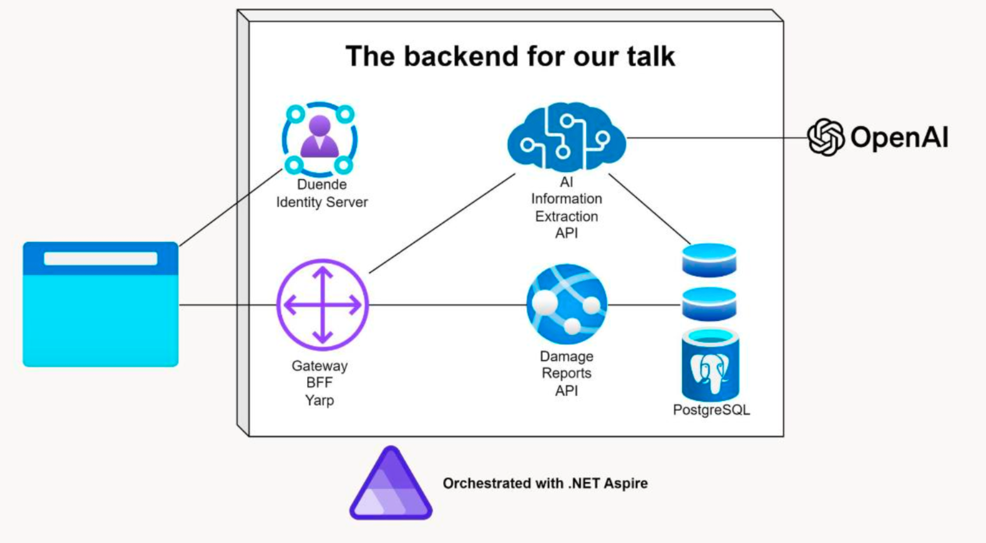 The backend for our talk
Duende
Identity Server
AI
Information
Extraction
API
OpenAI
Gateway
BFF
Yarp
Damage
Reports
API
PostgreSQL
Orchestrated with .NET Aspire